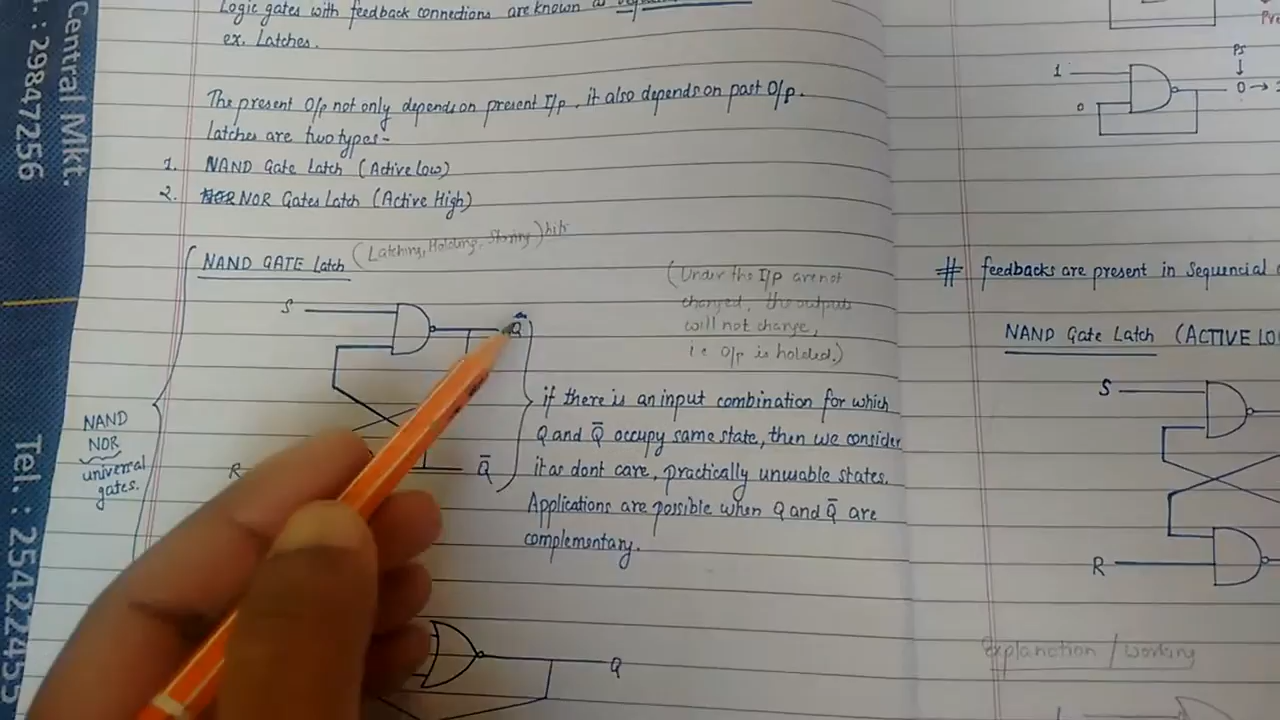 Central Mkt.
: 29847256
Tel. : 25422455
Logic gates with feedback connections are known
ex. Latches.
The present O/p not only depends on present I/p, it also depends on past O/p.
Latches are two types-
1. NAND Gate Latch (Active Low)
2. NOR Gates Latch (Active High)
NAND GATE Latch (Latching, Holding, Storing) bits
S
Q
R
Q̄
NAND
NOR
universal
gates.
(Under the I/p are not
changed, the outputs
will not change,
i.e O/p is holded.)
if there is an input combination for which
Q and Q̄ occupy same state, then we consider
it as dont care, practically unusable states.
Applications are possible when Q and Q̄ are
complementary.
Q
Ps
1
0
0 →
# feedbacks are present in Sequencial
NAND Gate Latch (ACTIVE LO
S
R
Explanation / working